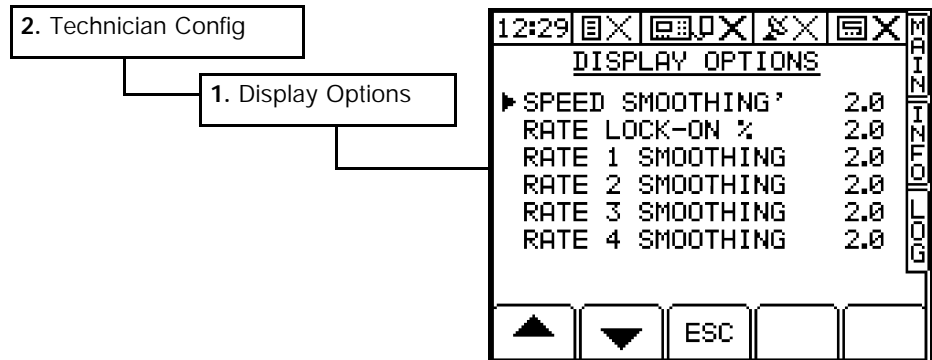 2. Technician Config
1. Display Options
12:29
DISPLAY OPTIONS
SPEED SMOOTHING' 2.0
RATE LOCK-ON % 2.0
RATE 1 SMOOTHING 2.0
RATE 2 SMOOTHING 2.0
RATE 3 SMOOTHING 2.0
RATE 4 SMOOTHING 2.0
MAIN
INFO
LOG
ESC